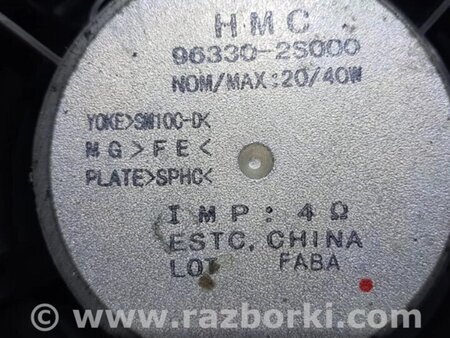 HMC
96330-2S000
NOM/MAX:20/40W
YOKE>SM10C-D<
MG>FE<
PLATE>SPHC<
IMP: 4Ω
ESTC, CHINA
LOT FABA
www.razborki.com